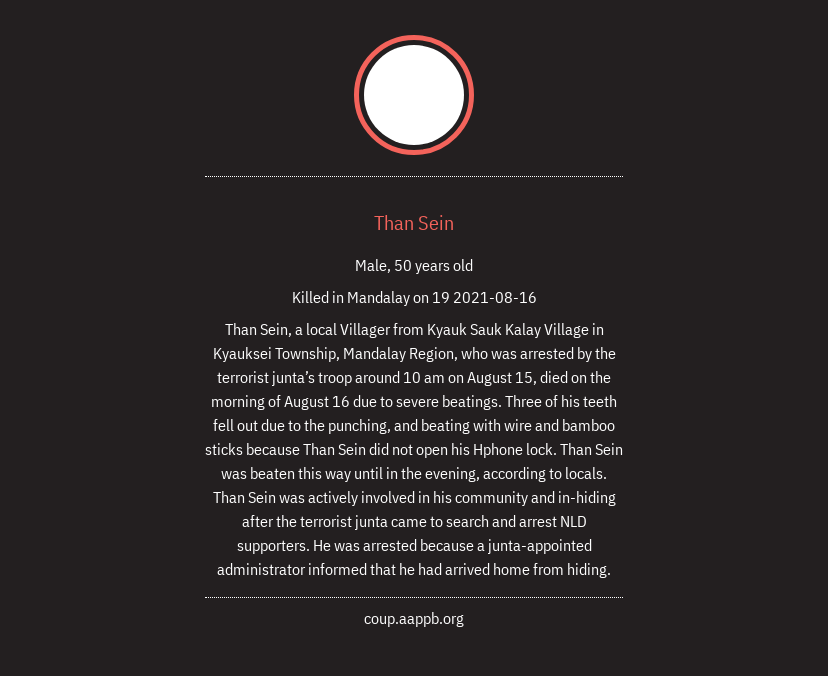 Than Sein
Male, 50 years old
Killed in Mandalay on 19 2021-08-16
Than Sein, a local Villager from Kyauk Sauk Kalay Village in
Kyauksei Township, Mandalay Region, who was arrested by the
terrorist junta’s troop around 10 am on August 15, died on the
morning of August 16 due to severe beatings. Three of his teeth
fell out due to the punching, and beating with wire and bamboo
sticks because Than Sein did not open his Hphone lock. Than Sein
was beaten this way until in the evening, according to locals.
Than Sein was actively involved in his community and in-hiding
after the terrorist junta came to search and arrest NLD
supporters. He was arrested because a junta-appointed
administrator informed that he had arrived home from hiding.
coup.aappb.org